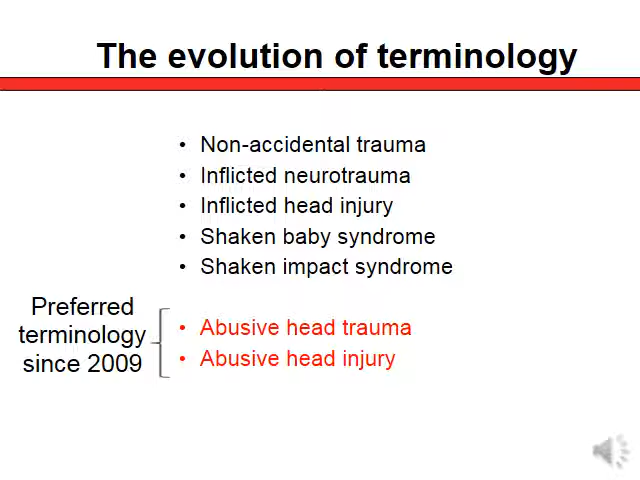 The evolution of terminology
• Non-accidental trauma
• Inflicted neurotrauma
• Inflicted head injury
• Shaken baby syndrome
• Shaken impact syndrome
Preferred
terminology
since 2009
• Abusive head trauma
• Abusive head injury